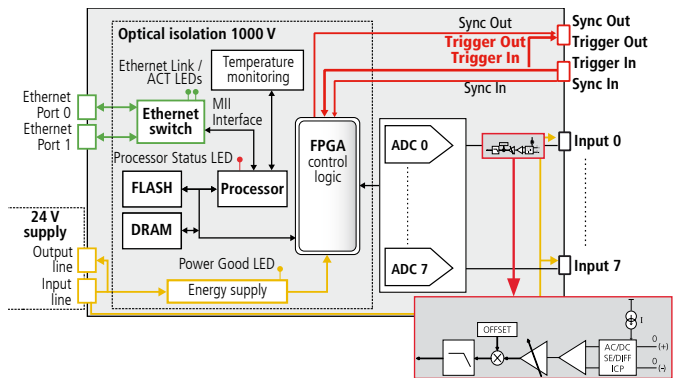 Optical isolation 1000 V
Sync Out
Sync Out
Trigger Out
Trigger Out
Trigger In
Trigger In
Sync In
Sync In
Ethernet Link /
ACT LEDs
Temperature
monitoring
Ethernet
Port 0
Ethernet
Port 1
Ethernet
switch
MII
Interface
Processor Status LED
FPGA
control
logic
ADC 0
Input 0
FLASH
Processor
DRAM
24 V
supply
Output
line
Input
line
Power Good LED
Energy supply
ADC 7
Input 7
OFFSET
I
AC/DC
SE/DIFF
ICP
0
(+)
0
(-)